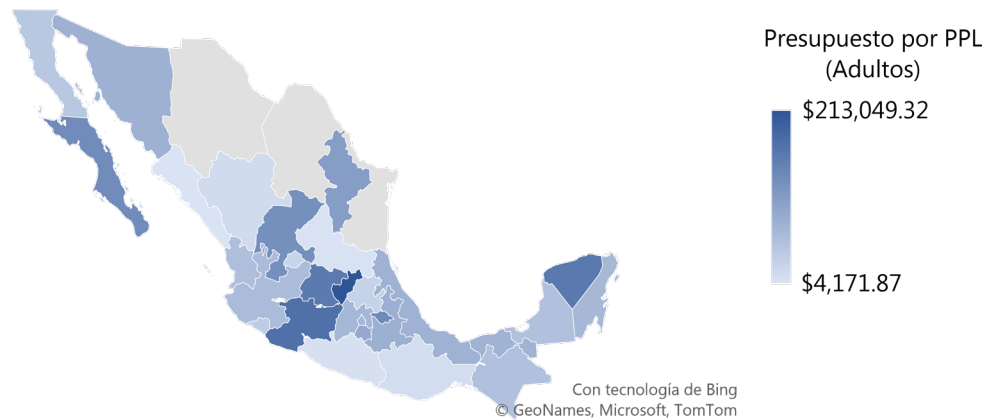 Presupuesto por PPL
(Adultos)
$213,049.32
$4,171.87
Con tecnología de Bing
© GeoNames, Microsoft, TomTom